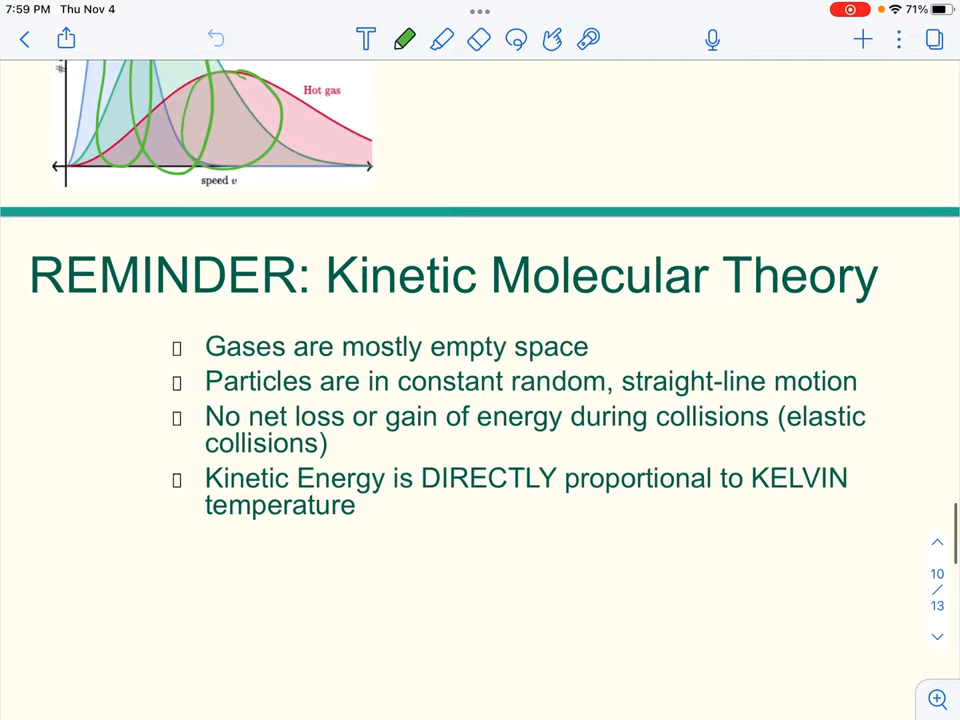 7:59 PM Thu Nov 4
71%
T
#
Hot gas
speed v
REMINDER: Kinetic Molecular Theory
Gases are mostly empty space
Particles are in constant random, straight-line motion
No net loss or gain of energy during collisions (elastic
collisions)
Kinetic Energy is DIRECTLY proportional to KELVIN
temperature
10
/
13